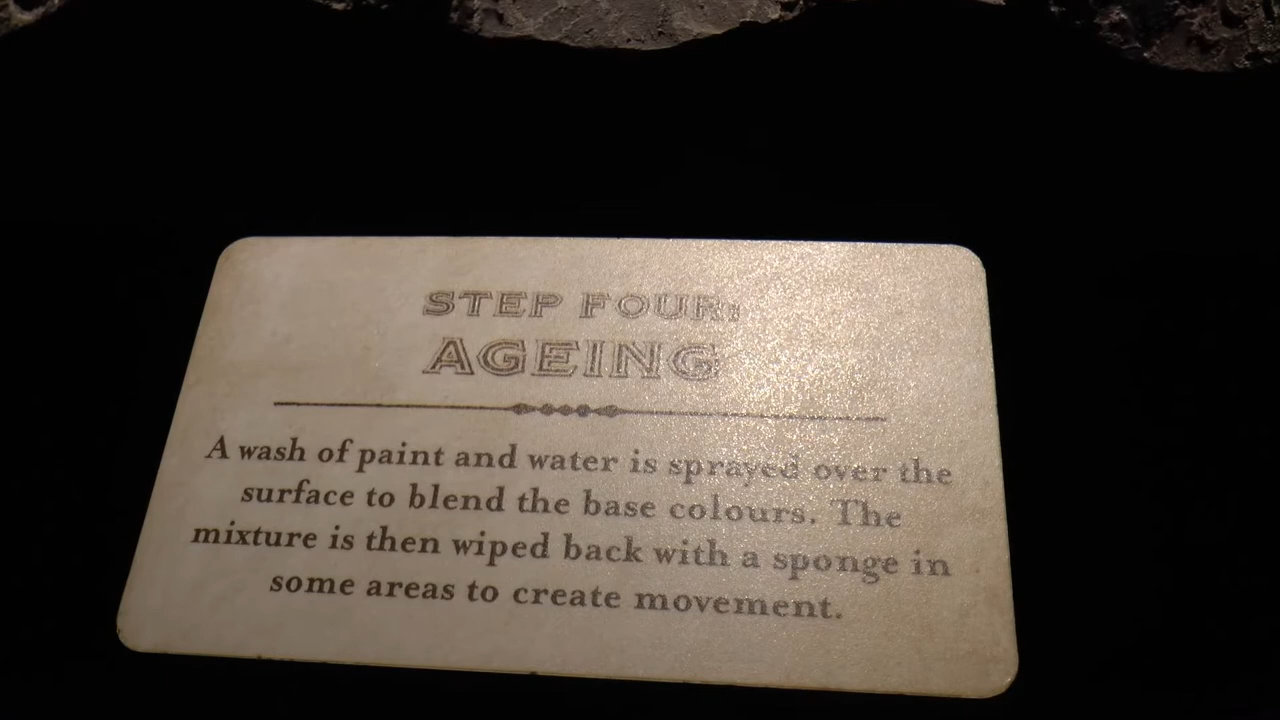 STEP FOUR:
AGEING
A wash of paint and water is sprayed over the
surface to blend the base colours. The
mixture is then wiped back with a sponge in
some areas to create movement.